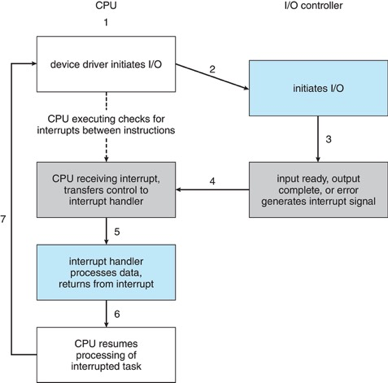 CPU
I/O controller
1
device driver initiates I/O
2
initiates I/O
CPU executing checks for
interrupts between instructions
3
CPU receiving interrupt,
transfers control to
interrupt handler
4
input ready, output
complete, or error
generates interrupt signal
7
5
interrupt handler
processes data,
returns from interrupt
6
CPU resumes
processing of
interrupted task